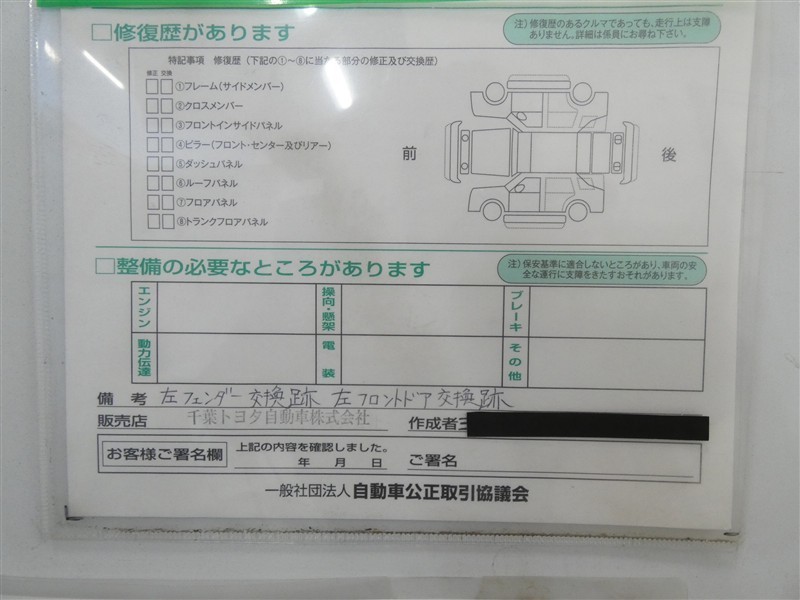 □修復歴があります
注）修復歴のあるクルマであっても、走行上は支障
ありません。詳細は係員にお尋ね下さい。
特記事項　修復歴（下記の①～⑧に当たる部分の修正及び交換歴）
修正 交換
□□①フレーム（サイドメンバー）
□□②クロスメンバー
□□③フロントインサイドパネル
□□④ピラー（フロント・センター及びリアー）
□□⑤ダッシュパネル
□□⑥ルーフパネル
□□⑦フロアパネル
□□⑧トランクフロアパネル
前
後
□整備の必要なところがあります
注）保安基準に適合しないところがあり、車両の安
全な運行に支障をきたすおそれがあります。
エンジン
操向・懸架
ブレーキ
動力伝達
電装
その他
備考 左フェンダー交換跡 左フロントドア交換跡
販売店 千葉トヨタ自動車株式会社 作成者
お客様ご署名欄
上記の内容を確認しました。
年 月 日 ご署名
一般社団法人 自動車公正取引協議会